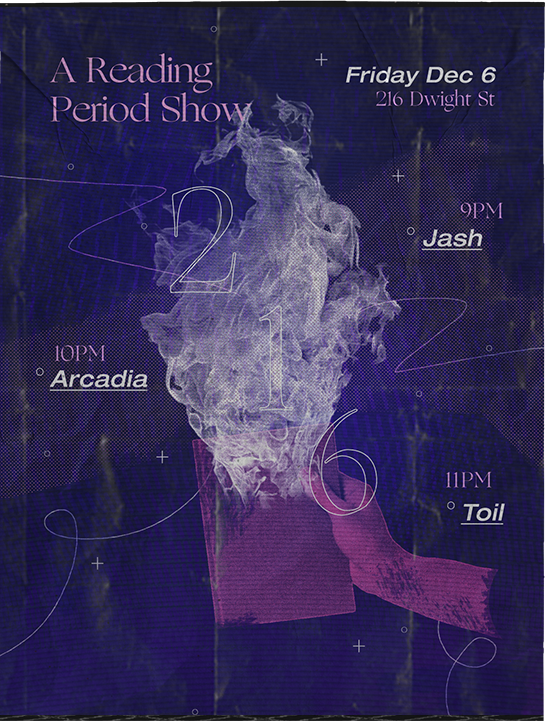 A Reading
Period Show
Friday Dec 6
216 Dwight St
2
1
6
9PM
Jash
10PM
Arcadia
11PM
Toil